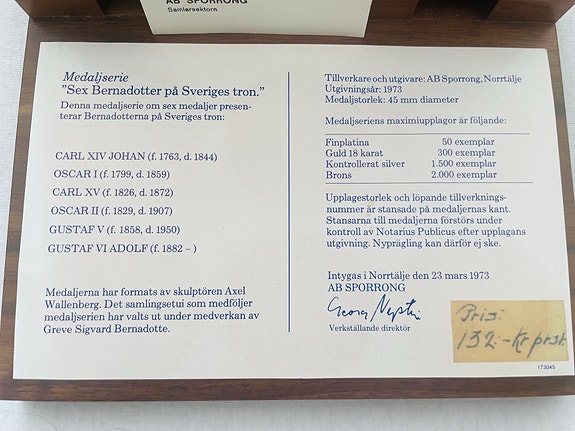 AB SPORRONG
Samlarsektorn
Medaljserie
"Sex Bernadotter på Sveriges tron."
Denna medaljserie om sex medaljer presen-
terar Bernadotterna på Sveriges tron:
CARL XIV JOHAN (f. 1763, d. 1844)
OSCAR I (f. 1799, d. 1859)
CARL XV (f. 1826, d. 1872)
OSCAR II (f. 1829, d. 1907)
GUSTAF V (f. 1858, d. 1950)
GUSTAF VI ADOLF (f. 1882 – )
Medaljerna har formats av skulptören Axel
Wallenberg. Det samlingsetui som medföljer
medaljserien har valts ut under medverkan av
Greve Sigvard Bernadotte.
Tillverkare och utgivare: AB Sporrong, Norrtälje
Utgivningsår: 1973
Medaljstorlek: 45 mm diameter
Medaljseriens maximiupplagor är följande:
Finplatina 50 exemplar
Guld 18 karat 300 exemplar
Kontrollerat silver 1.500 exemplar
Brons 2.000 exemplar
Upplagestorlek och löpande tillverknings-
nummer är stansade på medaljernas kant.
Stansarna till medaljerna förstörs under
kontroll av Notarius Publicus efter upplagans
utgivning. Nyprägling kan därför ej ske.
Intygas i Norrtälje den 23 mars 1973
AB SPORRONG
Georg
Verkställande direktör
Pris:
132:- Kr prst.
173045